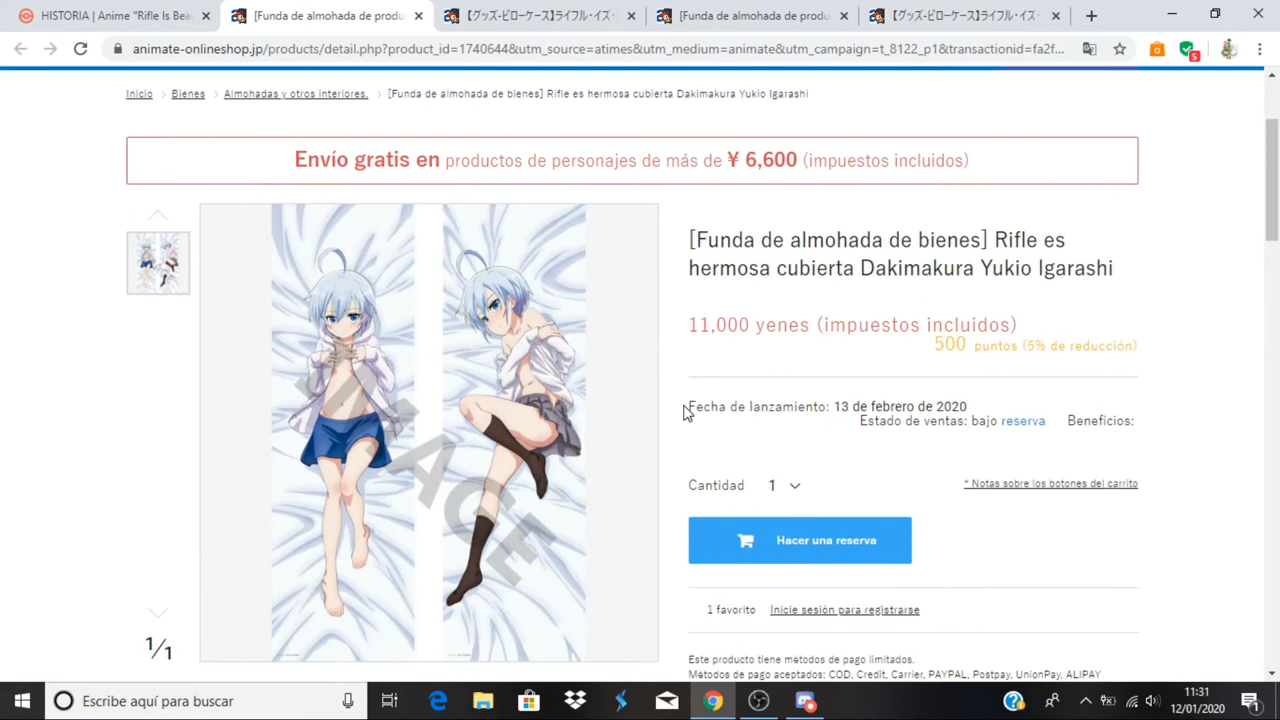 HISTORIA | Anime "Rifle Is Beau
[Funda de almohada de produ
【グッズ-ピローケース】ライフル・イズ・
[Funda de almohada de produ
【グッズ-ピローケース】ライフル・イズ・
animate-onlineshop.jp/products/detail.php?product_id=1740644&utm_source=atimes&utm_medium=animate&utm_campaign=t_8122_p1&transactionid=fa2f...
Inicio > Bienes > Almohadas y otros interiores. > [Funda de almohada de bienes] Rifle es hermosa cubierta Dakimakura Yukio Igarashi
Envío gratis en productos de personajes de más de ¥ 6,600 (impuestos incluidos)
[Funda de almohada de bienes] Rifle es
hermosa cubierta Dakimakura Yukio Igarashi
11,000 yenes (impuestos incluidos)
500 puntos (5% de reducción)
Fecha de lanzamiento: 13 de febrero de 2020
Estado de ventas: bajo reserva Beneficios:
IMAGE
Cantidad 1
* Notas sobre los botones del carrito
Hacer una reserva
1 favorito Inicie sesión para registrarse
1/1
Este producto tiene métodos de pago limitados.
Métodos de pago aceptados: COD, Credit, Carrier, PAYPAL, Postpay, UnionPay, ALIPAY
Escribe aquí para buscar
11:31
12/01/2020